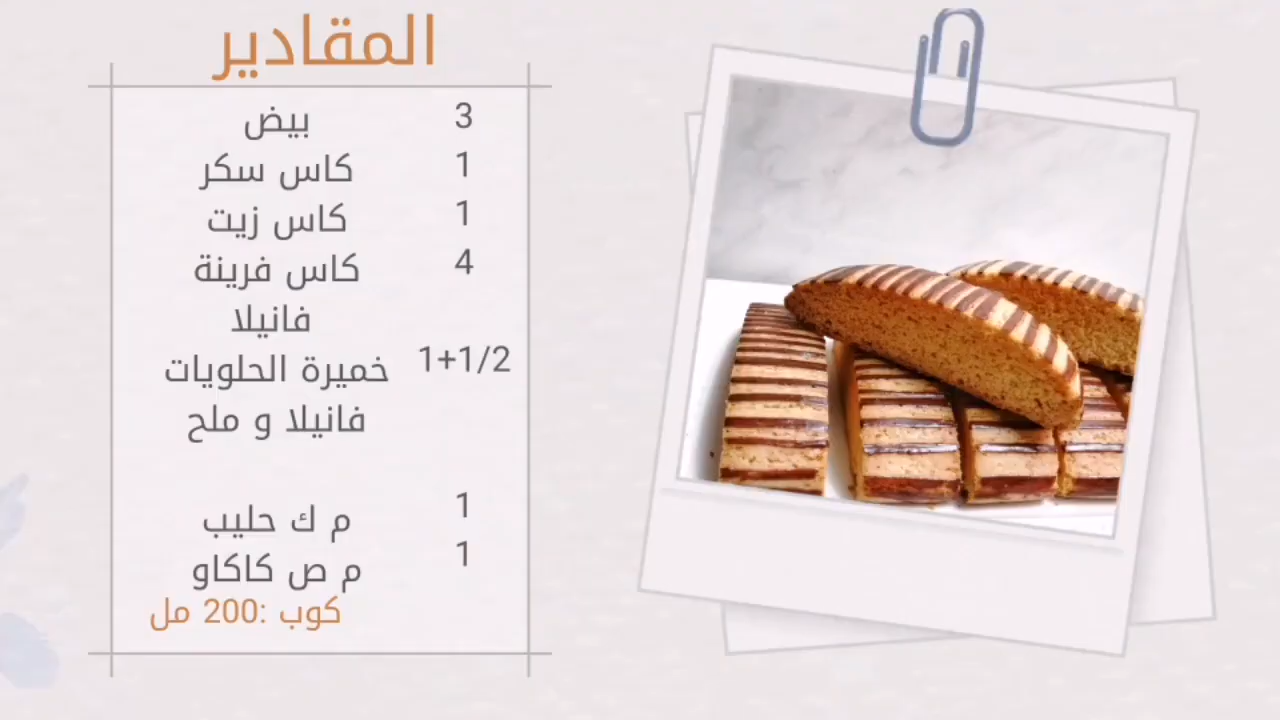 المقادير
3 بيض
1 كاس سكر
1 كاس زيت
4 كاس فرينة
فانيلا
1+1/2 خميرة الحلويات
فانيلا و ملح
1 م ك حليب
1 م ص كاكاو
كوب :200 مل